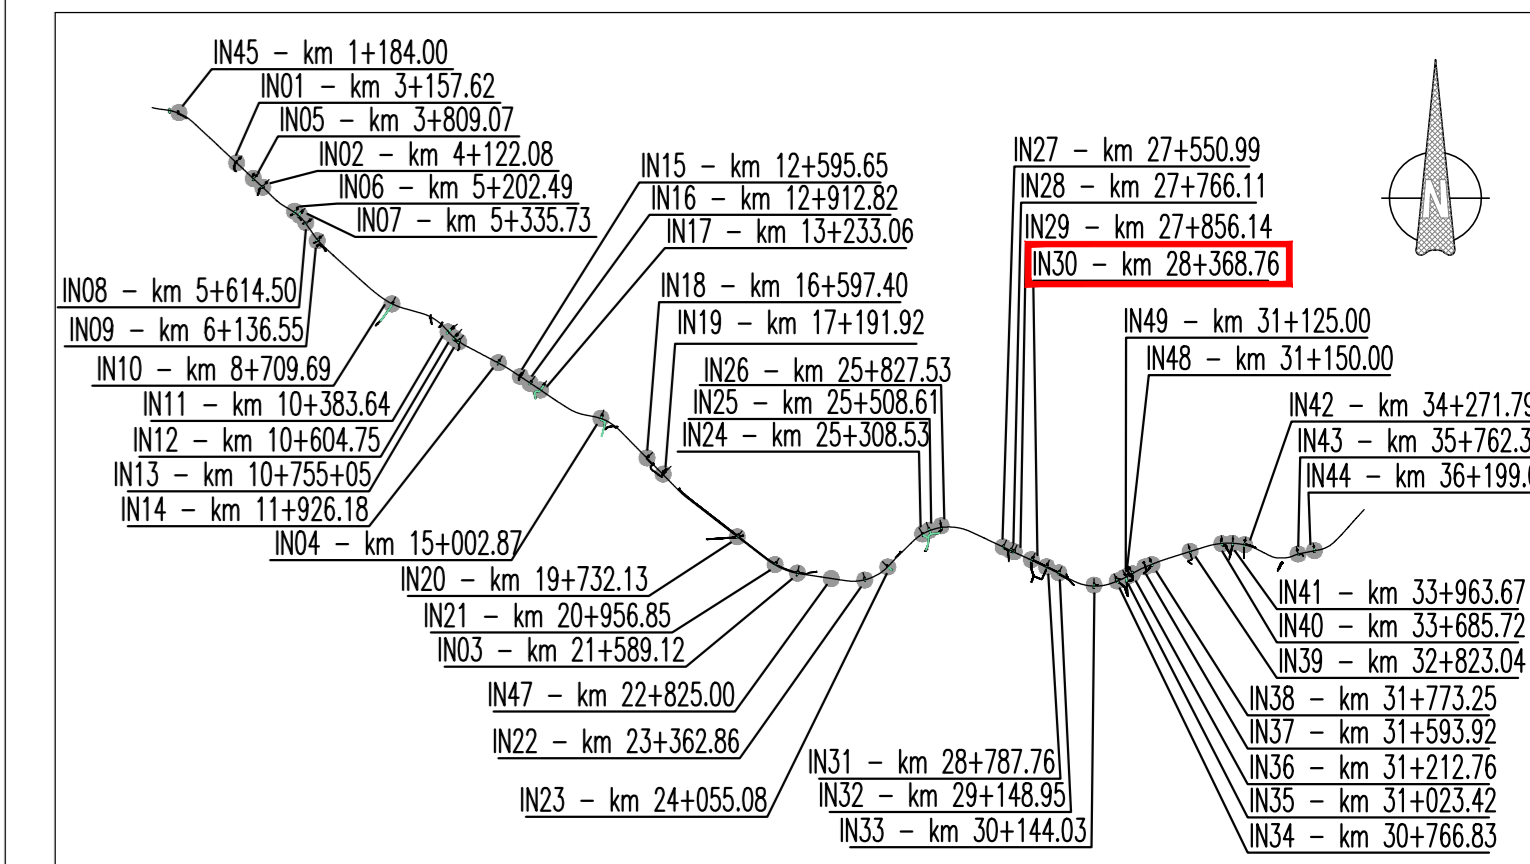 IN45 – km 1+184.00
IN01 – km 3+157.62
IN05 – km 3+809.07
IN02 – km 4+122.08
IN06 – km 5+202.49
IN07 – km 5+335.73
IN08 – km 5+614.50
IN09 – km 6+136.55
IN10 – km 8+709.69
IN11 – km 10+383.64
IN12 – km 10+604.75
IN13 – km 10+755+05
IN14 – km 11+926.18
IN04 – km 15+002.87
IN15 – km 12+595.65
IN16 – km 12+912.82
IN17 – km 13+233.06
IN18 – km 16+597.40
IN19 – km 17+191.92
IN26 – km 25+827.53
IN25 – km 25+508.61
IN24 – km 25+308.53
IN20 – km 19+732.13
IN21 – km 20+956.85
IN03 – km 21+589.12
IN47 – km 22+825.00
IN22 – km 23+362.86
IN23 – km 24+055.08
IN27 – km 27+550.99
IN28 – km 27+766.11
IN29 – km 27+856.14
IN30 – km 28+368.76
IN49 – km 31+125.00
IN48 – km 31+150.00
IN42 – km 34+271.79
IN43 – km 35+762.3
IN44 – km 36+199.
IN41 – km 33+963.67
IN40 – km 33+685.72
IN39 – km 32+823.04
IN38 – km 31+773.25
IN37 – km 31+593.92
IN36 – km 31+212.76
IN35 – km 31+023.42
IN34 – km 30+766.83
IN31 – km 28+787.76
IN32 – km 29+148.95
IN33 – km 30+144.03
N